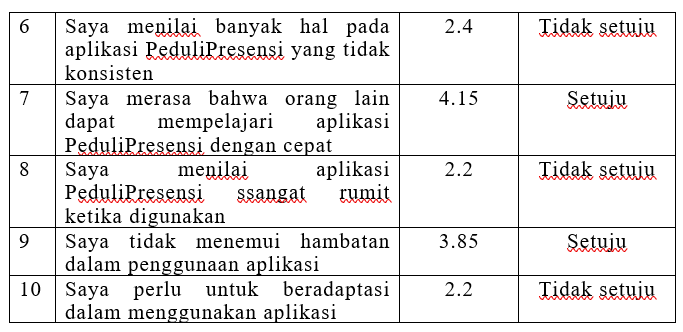 6 Saya menilai banyak hal pada 2.4 Tidak setuju
aplikasi PeduliPresensi yang tidak
konsisten
7 Saya merasa bahwa orang lain 4.15 Setuju
dapat mempelajari aplikasi
PeduliPresensi dengan cepat
8 Saya menilai aplikasi 2.2 Tidak setuju
PeduliPresensi ssangat rumit
ketika digunakan
9 Saya tidak menemui hambatan 3.85 Setuju
dalam penggunaan aplikasi
10 Saya perlu untuk beradaptasi 2.2 Tidak setuju
dalam menggunakan aplikasi